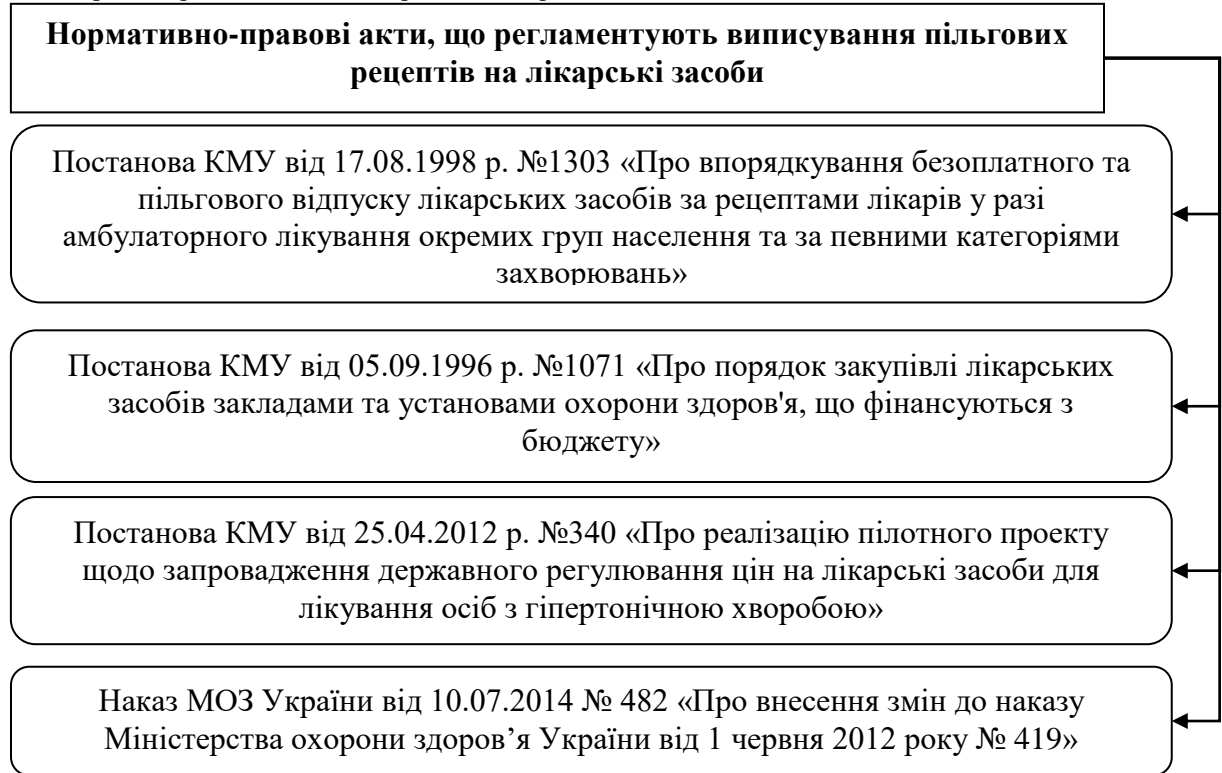 Нормативно-правові акти, що регламентують виписування пільгових
рецептів на лікарські засоби
Постанова КМУ від 17.08.1998 р. №1303 «Про впорядкування безоплатного та
пільгового відпуску лікарських засобів за рецептами лікарів у разі
амбулаторного лікування окремих груп населення та за певними категоріями
захворювань»
Постанова КМУ від 05.09.1996 р. №1071 «Про порядок закупівлі лікарських
засобів закладами та установами охорони здоров'я, що фінансуються з
бюджету»
Постанова КМУ від 25.04.2012 р. №340 «Про реалізацію пілотного проекту
щодо запровадження державного регулювання цін на лікарські засоби для
лікування осіб з гіпертонічною хворобою»
Наказ МОЗ України від 10.07.2014 № 482 «Про внесення змін до наказу
Міністерства охорони здоров’я України від 1 червня 2012 року № 419»